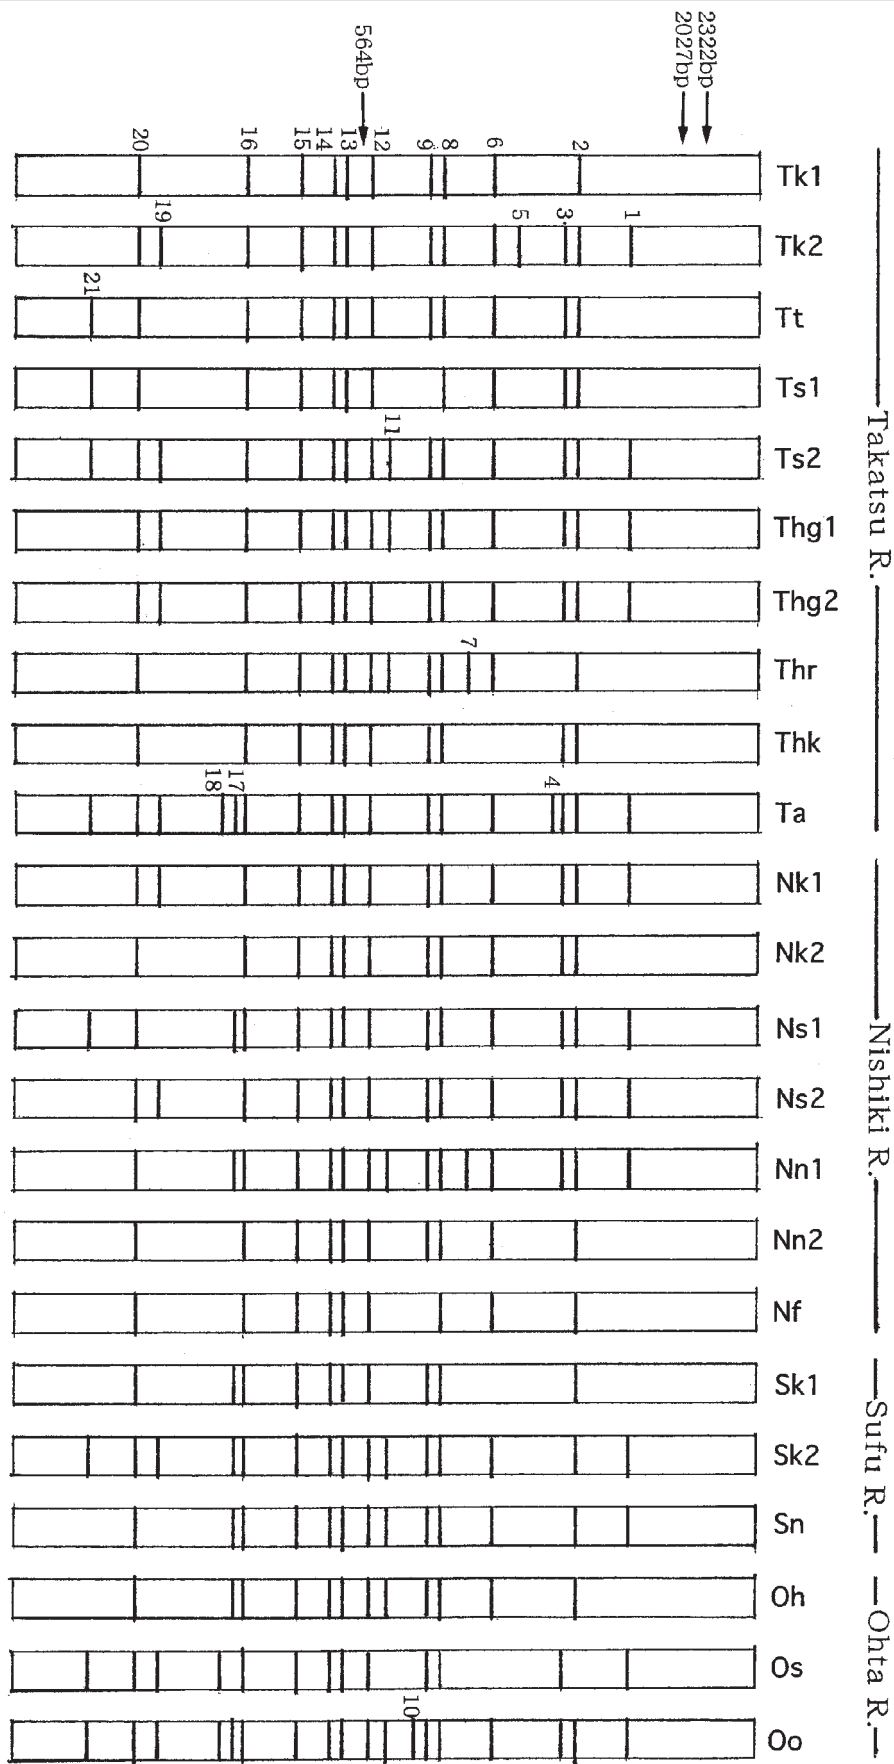 2322bp
2027bp
564bp
20 16 15 14 13 12 9 8 6 2
Tk1
19 5 3 1
Tk2
21
Tt
Ts1
11
Ts2
Thg1
Thg2
7
Thr
Thk
18 17 4
Ta
Takatsu R.
Nk1
Nk2
Ns1
Ns2
Nn1
Nn2
Nf
Nishiki R.
Sk1
Sk2
Sn
Sufu R.
Oh
Os
10
Oo
Ohta R.